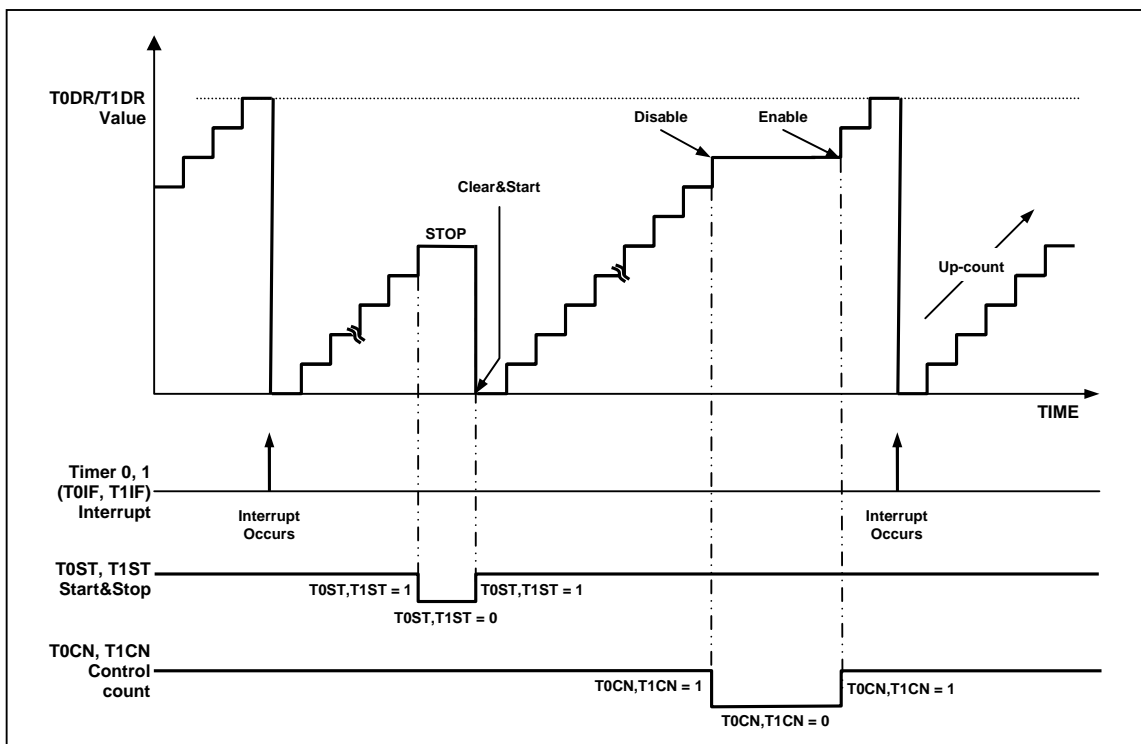 T0DR/T1DR
Value
Disable
Enable
Clear&Start
STOP
Up-count
TIME
Timer 0, 1
(T0IF, T1IF)
Interrupt
Interrupt
Occurs
Interrupt
Occurs
T0ST, T1ST
Start&Stop
T0ST,T1ST = 1
T0ST,T1ST = 1
T0ST,T1ST = 0
T0CN, T1CN
Control
count
T0CN,T1CN = 1
T0CN,T1CN = 1
T0CN,T1CN = 0